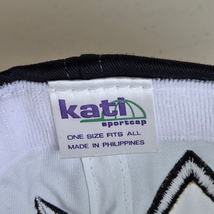 kati
sportcap
ONE SIZE FITS ALL
MADE IN PHILIPPINES